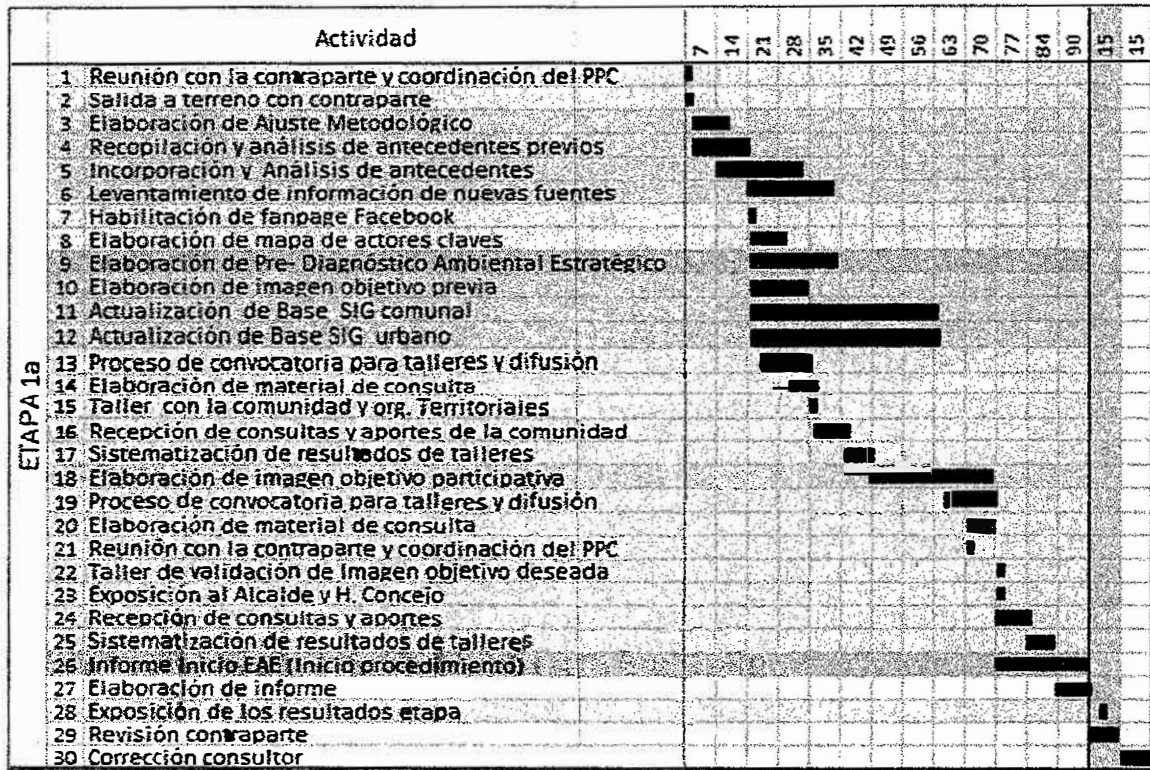 Actividad 7 14 21 28 35 42 49 56 63 70 77 84 90 15 15
ETAPA 1a
1 Reunión con la contraparte y coordinación del PPC
2 Salida a terreno con contraparte
3 Elaboración de Ajuste Metodológico
4 Recopilación y análisis de antecedentes previos
5 Incorporación y Análisis de antecedentes
6 Levantamiento de información de nuevas fuentes
7 Habilitación de fanpage Facebook
8 Elaboración de mapa de actores claves
9 Elaboración de Pre- Diagnóstico Ambiental Estratégico
10 Elaboración de imagen objetivo previa
11 Actualización de Base SIG comunal
12 Actualización de Base SIG urbano
13 Proceso de convocatoria para talleres y difusión
14 Elaboración de material de consulta
15 Taller con la comunidad y org. Territoriales
16 Recepción de consultas y aportes de la comunidad
17 Sistematización de resultados de talleres
18 Elaboración de imagen objetivo participativa
19 Proceso de convocatoria para talleres y difusión
20 Elaboración de material de consulta
21 Reunión con la contraparte y coordinación del PPC
22 Taller de validación de Imagen objetivo deseada
23 Exposición al Alcalde y H. Concejo
24 Recepción de consultas y aportes
25 Sistematización de resultados de talleres
26 Informe Inicio EAE (Inicio procedimiento)
27 Elaboración de informe
28 Exposición de los resultados etapa
29 Revisión contraparte
30 Corrección consultor